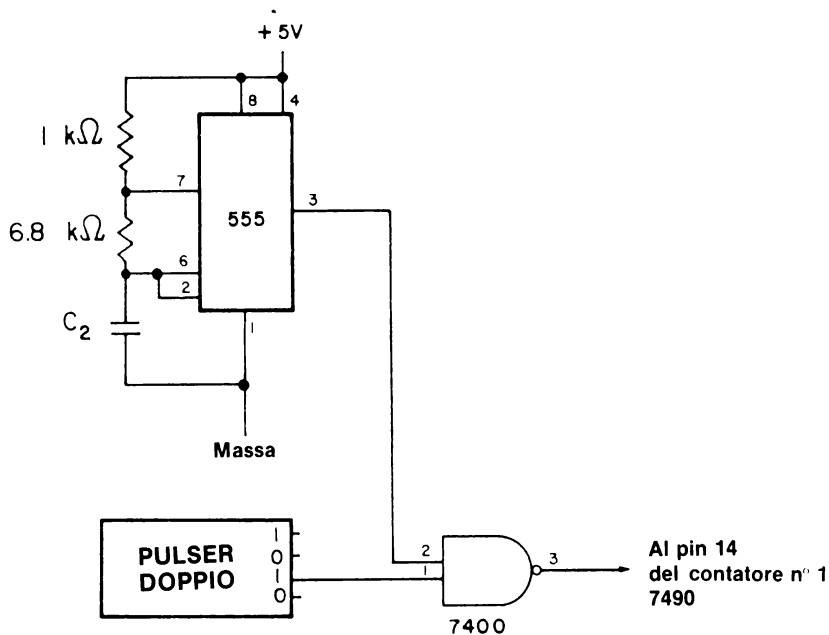 + 5V
8 4
1 kΩ
7
555
3
6.8 kΩ
6
2
C2
1
Massa
PULSER
DOPPIO
1
0
1
0
2
1
3
7400
Al pin 14
del contatore n° 1
7490